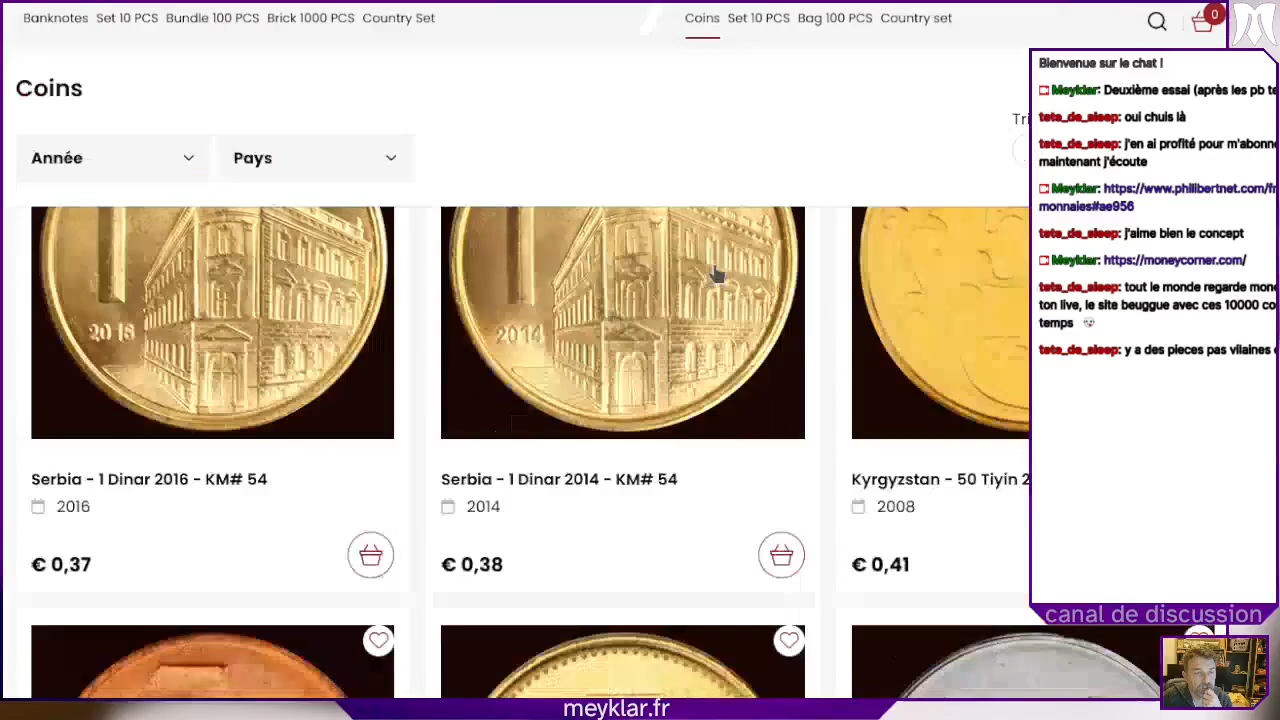 Banknotes Set 10 PCS Bundle 100 PCS Brick 1000 PCS Country Set
Coins Set 10 PCS Bag 100 PCS Country set
0
Coins
Année
Pays
2016
2014
Serbia - 1 Dinar 2016 - KM# 54
2016
€ 0,37
Serbia - 1 Dinar 2014 - KM# 54
2014
€ 0,38
Kyrgyzstan - 50 Tiyin 2
2008
€ 0,41
Bienvenue sur le chat !
Meyklar: Deuxième essai (après les pb te
tete_de_sleep: oui chuis là
tete_de_sleep: j'en ai profité pour m'abonne
maintenant j'écoute
Meyklar: https://www.philibertnet.com/fr
monnaies#ae956
tete_de_sleep: j'aime bien le concept
Meyklar: https://moneycorner.com/
tete_de_sleep: tout le monde regarde mone
ton live, le site beuggue avec ces 10000 co
temps
tete_de_sleep: y a des pieces pas vilaines
canal de discussion
meyklar.fr